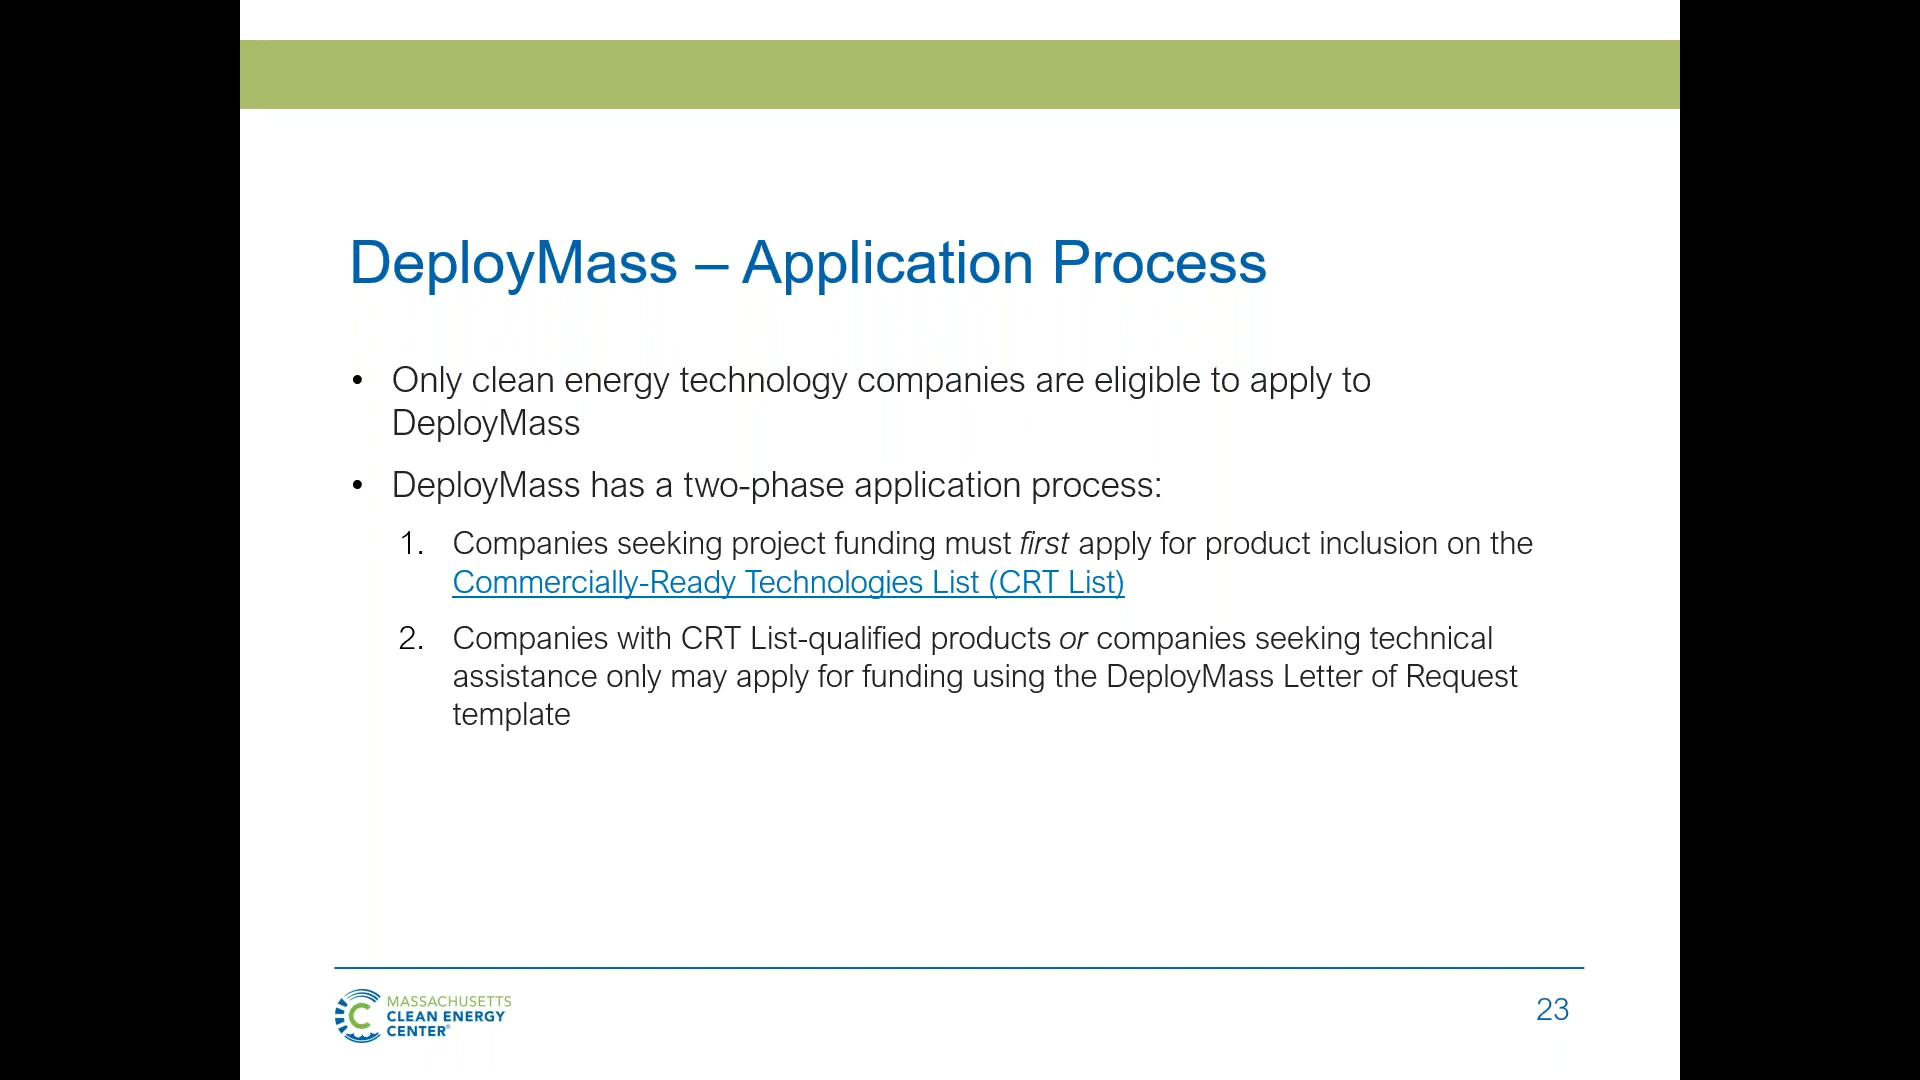 DeployMass – Application Process
• Only clean energy technology companies are eligible to apply to
DeployMass
• DeployMass has a two-phase application process:
1. Companies seeking project funding must first apply for product inclusion on the
Commercially-Ready Technologies List (CRT List)
2. Companies with CRT List-qualified products or companies seeking technical
assistance only may apply for funding using the DeployMass Letter of Request
template
MASSACHUSETTS
CLEAN ENERGY
CENTER®
23